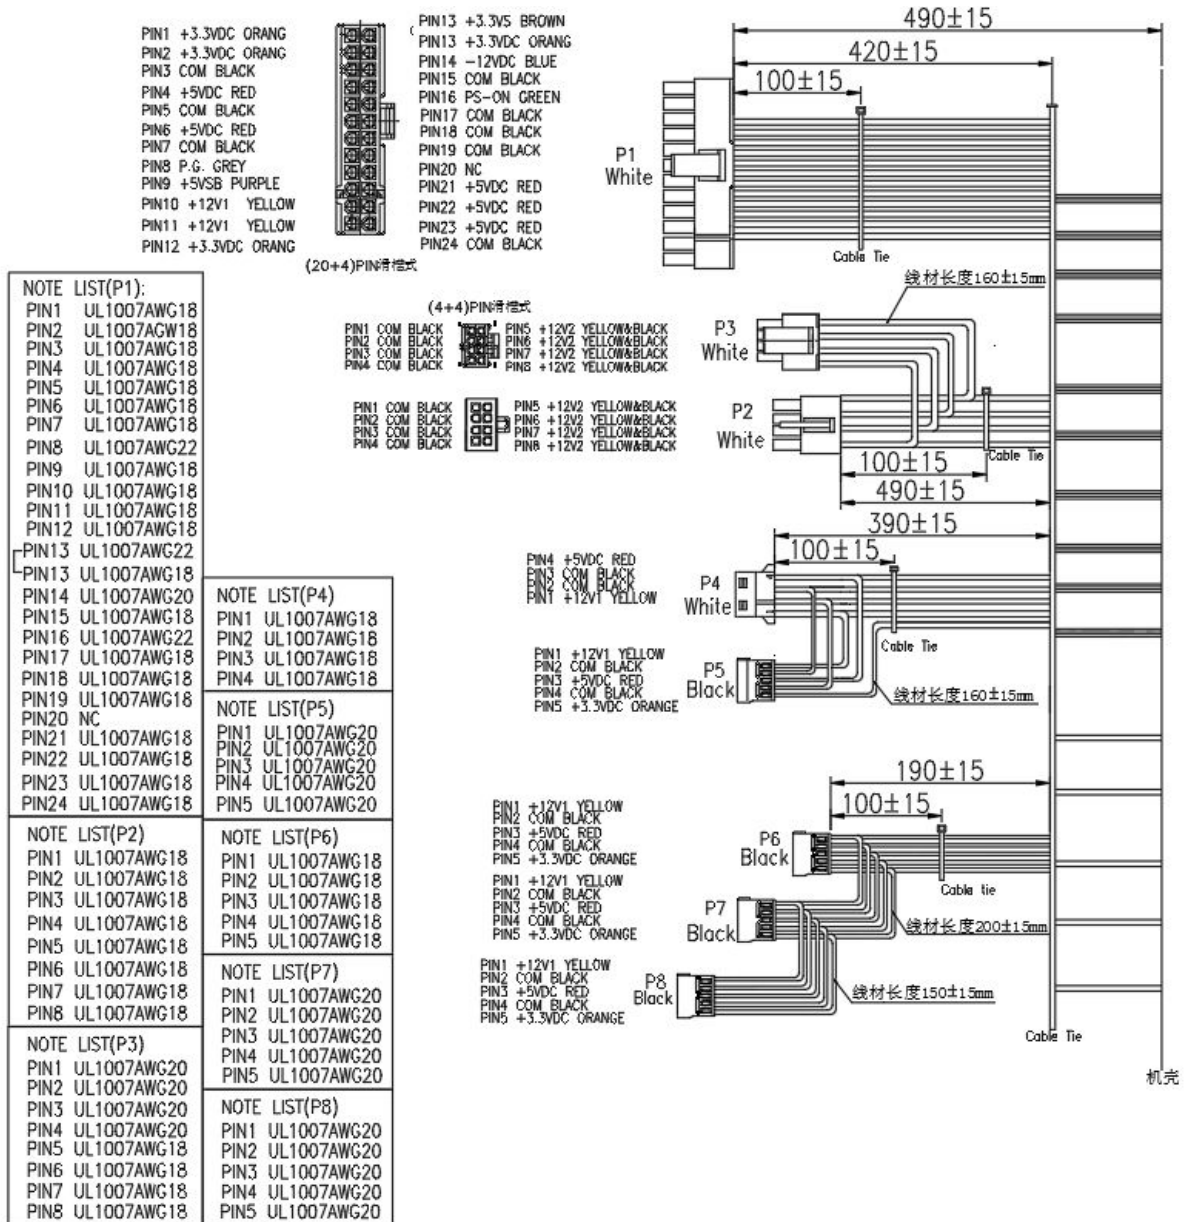 PIN1 +3.3VDC ORANG
PIN2 +3.3VDC ORANG
PIN3 COM BLACK
PIN4 +5VDC RED
PIN5 COM BLACK
PIN6 +5VDC RED
PIN7 COM BLACK
PIN8 P.G. GREY
PIN9 +5VSB PURPLE
PIN10 +12V1 YELLOW
PIN11 +12V1 YELLOW
PIN12 +3.3VDC ORANG
PIN13 +3.3VS BROWN
PIN13 +3.3VDC ORANG
PIN14 -12VDC BLUE
PIN15 COM BLACK
PIN16 PS-ON GREEN
PIN17 COM BLACK
PIN18 COM BLACK
PIN19 COM BLACK
PIN20 NC
PIN21 +5VDC RED
PIN22 +5VDC RED
PIN23 +5VDC RED
PIN24 COM BLACK
(20+4)PIN
490±15
420±15
100±15
P1
White
Cable Tie
线材长度160±15mm
(4+4)PIN
PIN1 COM BLACK
PIN2 COM BLACK
PIN3 COM BLACK
PIN4 COM BLACK
PIN5 +12V2 YELLOW&BLACK
PIN6 +12V2 YELLOW&BLACK
PIN7 +12V2 YELLOW&BLACK
PIN8 +12V2 YELLOW&BLACK
P3
White
PIN1 COM BLACK
PIN2 COM BLACK
PIN3 COM BLACK
PIN4 COM BLACK
PIN5 +12V2 YELLOW&BLACK
PIN6 +12V2 YELLOW&BLACK
PIN7 +12V2 YELLOW&BLACK
PIN8 +12V2 YELLOW&BLACK
P2
White
Cable Tie
100±15
490±15
390±15
100±15
PIN4 +5VDC RED
PIN3 COM BLACK
PIN2 COM BLACK
PIN1 +12V1 YELLOW
P4
White
Cable Tie
PIN1 +12V1 YELLOW
PIN2 COM BLACK
PIN3 +5VDC RED
PIN4 COM BLACK
PIN5 +3.3VDC ORANGE
P5
Black
线材长度160±15mm
190±15
100±15
PIN1 +12V1 YELLOW
PIN2 COM BLACK
PIN3 +5VDC RED
PIN4 COM BLACK
PIN5 +3.3VDC ORANGE
P6
Black
Cable tie
PIN1 +12V1 YELLOW
PIN2 COM BLACK
PIN3 +5VDC RED
PIN4 COM BLACK
PIN5 +3.3VDC ORANGE
P7
Black
线材长度200±15mm
PIN1 +12V1 YELLOW
PIN2 COM BLACK
PIN3 +5VDC RED
PIN4 COM BLACK
PIN5 +3.3VDC ORANGE
P8
Black
线材长度150±15mm
Cable Tie
机壳
NOTE LIST(P1):
PIN1 UL1007AWG18
PIN2 UL1007AGW18
PIN3 UL1007AWG18
PIN4 UL1007AWG18
PIN5 UL1007AWG18
PIN6 UL1007AWG18
PIN7 UL1007AWG18
PIN8 UL1007AWG22
PIN9 UL1007AWG18
PIN10 UL1007AWG18
PIN11 UL1007AWG18
PIN12 UL1007AWG18
PIN13 UL1007AWG22
PIN13 UL1007AWG18
PIN14 UL1007AWG20
PIN15 UL1007AWG18
PIN16 UL1007AWG22
PIN17 UL1007AWG18
PIN18 UL1007AWG18
PIN19 UL1007AWG18
PIN20 NC
PIN21 UL1007AWG18
PIN22 UL1007AWG18
PIN23 UL1007AWG18
PIN24 UL1007AWG18
NOTE LIST(P2)
PIN1 UL1007AWG18
PIN2 UL1007AWG18
PIN3 UL1007AWG18
PIN4 UL1007AWG18
PIN5 UL1007AWG18
PIN6 UL1007AWG18
PIN7 UL1007AWG18
PIN8 UL1007AWG18
NOTE LIST(P3)
PIN1 UL1007AWG20
PIN2 UL1007AWG20
PIN3 UL1007AWG20
PIN4 UL1007AWG20
PIN5 UL1007AWG18
PIN6 UL1007AWG18
PIN7 UL1007AWG18
PIN8 UL1007AWG18
NOTE LIST(P4)
PIN1 UL1007AWG18
PIN2 UL1007AWG18
PIN3 UL1007AWG18
PIN4 UL1007AWG18
NOTE LIST(P5)
PIN1 UL1007AWG20
PIN2 UL1007AWG20
PIN3 UL1007AWG20
PIN4 UL1007AWG20
PIN5 UL1007AWG20
NOTE LIST(P6)
PIN1 UL1007AWG18
PIN2 UL1007AWG18
PIN3 UL1007AWG18
PIN4 UL1007AWG18
PIN5 UL1007AWG18
NOTE LIST(P7)
PIN1 UL1007AWG20
PIN2 UL1007AWG20
PIN3 UL1007AWG20
PIN4 UL1007AWG20
PIN5 UL1007AWG20
NOTE LIST(P8)
PIN1 UL1007AWG20
PIN2 UL1007AWG20
PIN3 UL1007AWG20
PIN4 UL1007AWG20
PIN5 UL1007AWG20